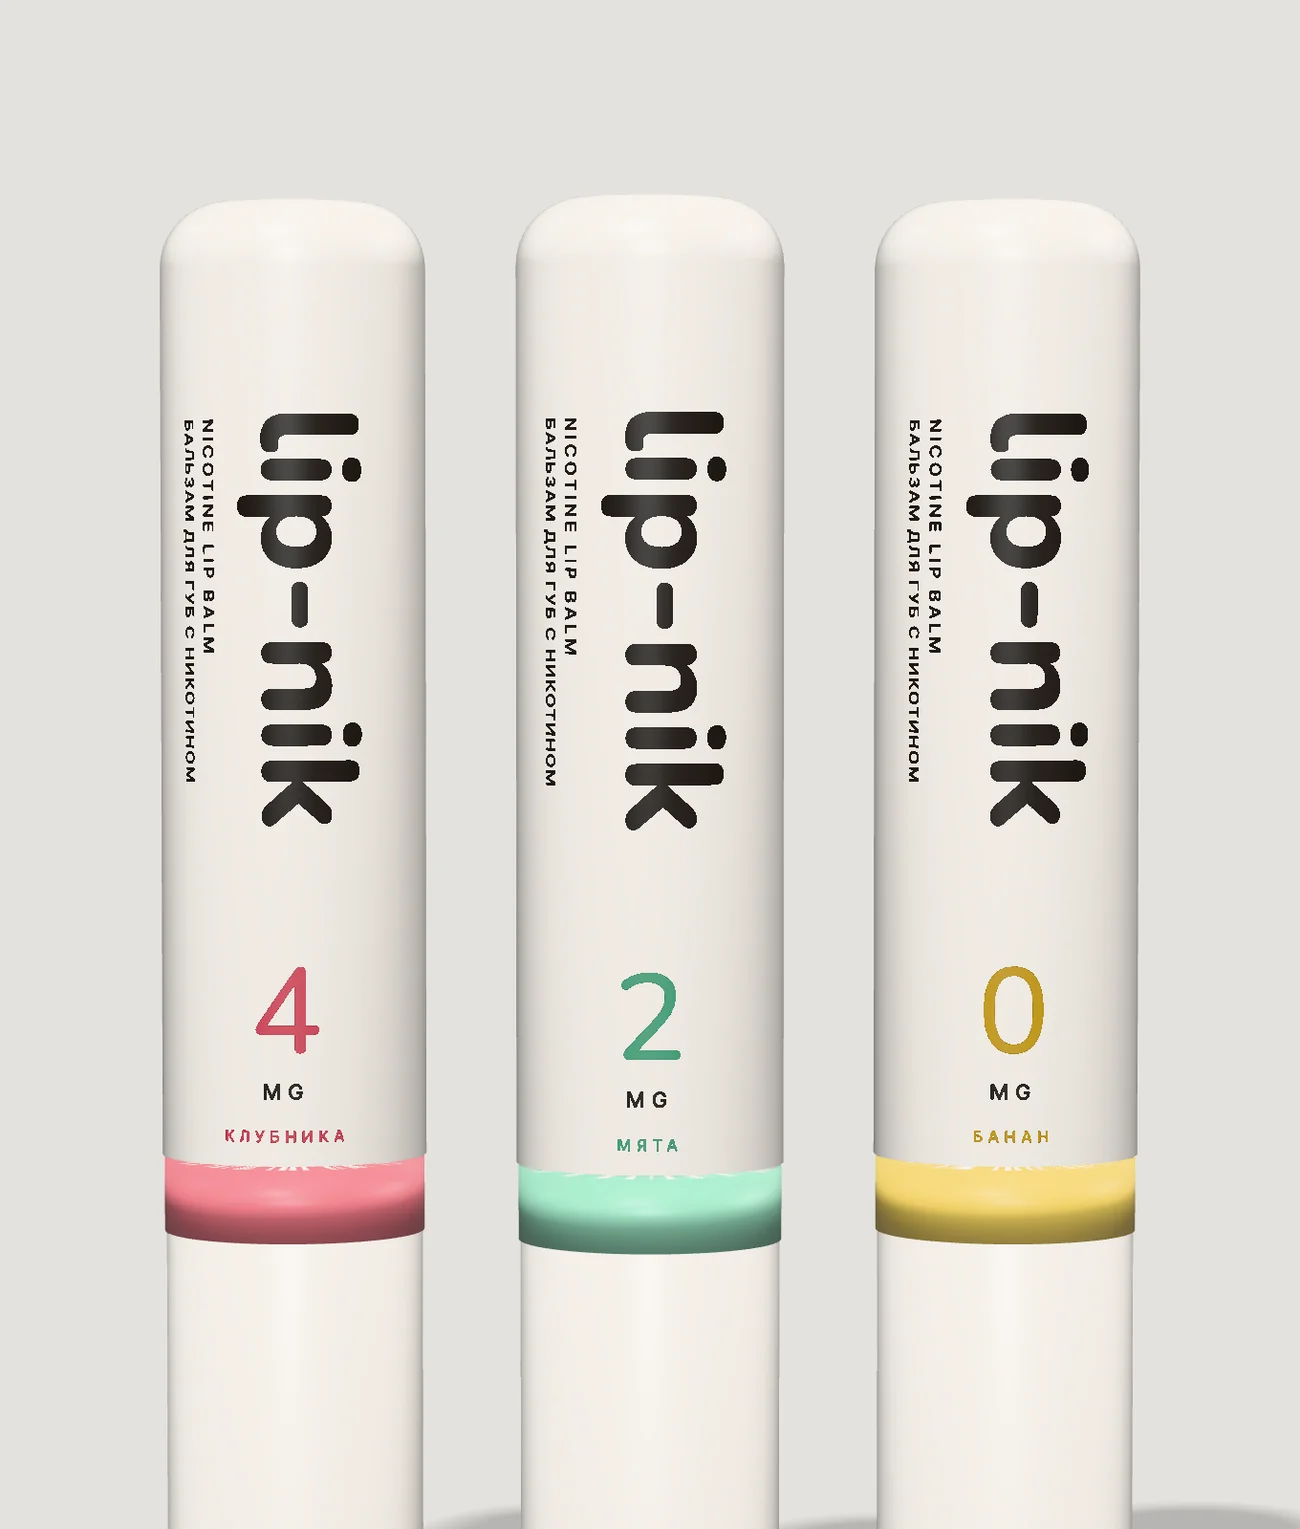 Lip-nik
NICOTINE LIP BALM
БАЛЬЗАМ ДЛЯ ГУБ С НИКОТИНОМ
4
MG
КЛУБНИКА
Lip-nik
NICOTINE LIP BALM
БАЛЬЗАМ ДЛЯ ГУБ С НИКОТИНОМ
2
MG
МЯТА
Lip-nik
NICOTINE LIP BALM
БАЛЬЗАМ ДЛЯ ГУБ С НИКОТИНОМ
0
MG
БАНАН